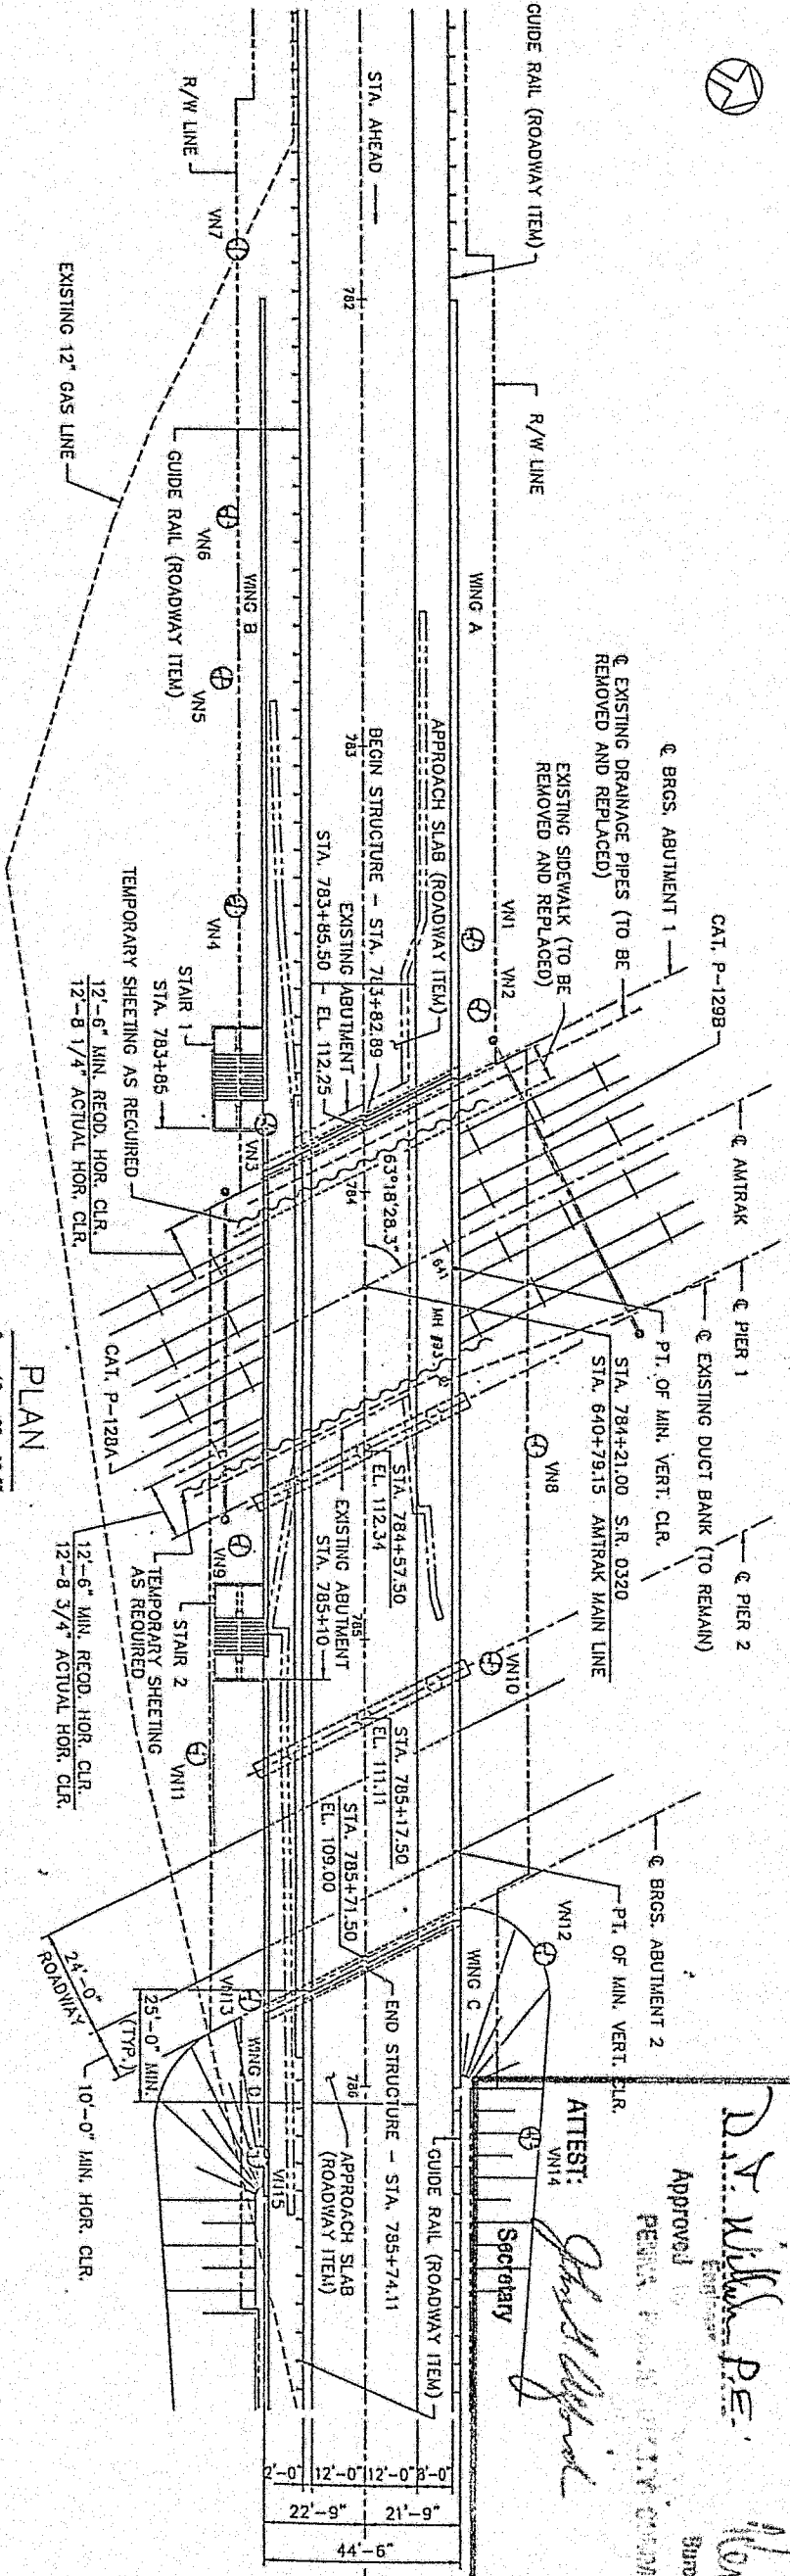 GUIDE RAIL (ROADWAY ITEM)
STA. AHEAD
R/W LINE
VN7
EXISTING 12" GAS LINE
782
R/W LINE
GUIDE RAIL (ROADWAY ITEM)
VN6
VN5
WING B
WING A
783
BEGIN STRUCTURE - STA. 783+82.89
APPROACH SLAB (ROADWAY ITEM)
STA. 783+85.50 - EL. 112.25
EXISTING ABUTMENT
VN1
VN2
EXISTING SIDEWALK (TO BE
REMOVED AND REPLACED)
℄ EXISTING DRAINAGE PIPES (TO BE
REMOVED AND REPLACED)
℄ BRGS. ABUTMENT 1
CAT. P-129B
℄ AMTRAK
℄ PIER 1
℄ EXISTING DUCT BANK (TO REMAIN)
℄ PIER 2
PT. OF MIN. VERT. CLR.
STA. 784+21.00 S.R. 0320
STA. 640+79.15 AMTRAK MAIN LINE
VN4
STAIR 1
STA. 783+85
VN3
TEMPORARY SHEETING AS REQUIRED
12'-6" MIN. REQD. HOR. CLR.
12'-8 1/4" ACTUAL HOR. CLR.
63°18'28.3"
784
641
VN8
CAT. P-128A
STA. 784+57.50
EL. 112.34
EXISTING ABUTMENT
STA. 785+10
785
VN9
STAIR 2
TEMPORARY SHEETING
AS REQUIRED
12'-6" MIN. REQD. HOR. CLR.
12'-8 3/4" ACTUAL HOR. CLR.
PLAN
VN10
VN11
STA. 785+17.50
EL. 111.11
STA. 785+71.50
EL. 109.00
℄ BRGS. ABUTMENT 2
PT. OF MIN. VERT. CLR.
VN12
WING C
VN13
WING D
24'-0"
ROADWAY
25'-0" MIN.
(TYP.)
10'-0" MIN. HOR. CLR.
END STRUCTURE - STA. 785+74.11
786
APPROACH SLAB
(ROADWAY ITEM)
GUIDE RAIL (ROADWAY ITEM)
VN14
VN15
Approved
ATTEST:
Secretary
12'-0"
12'-0"
22'-9"
21'-9"
44'-6"